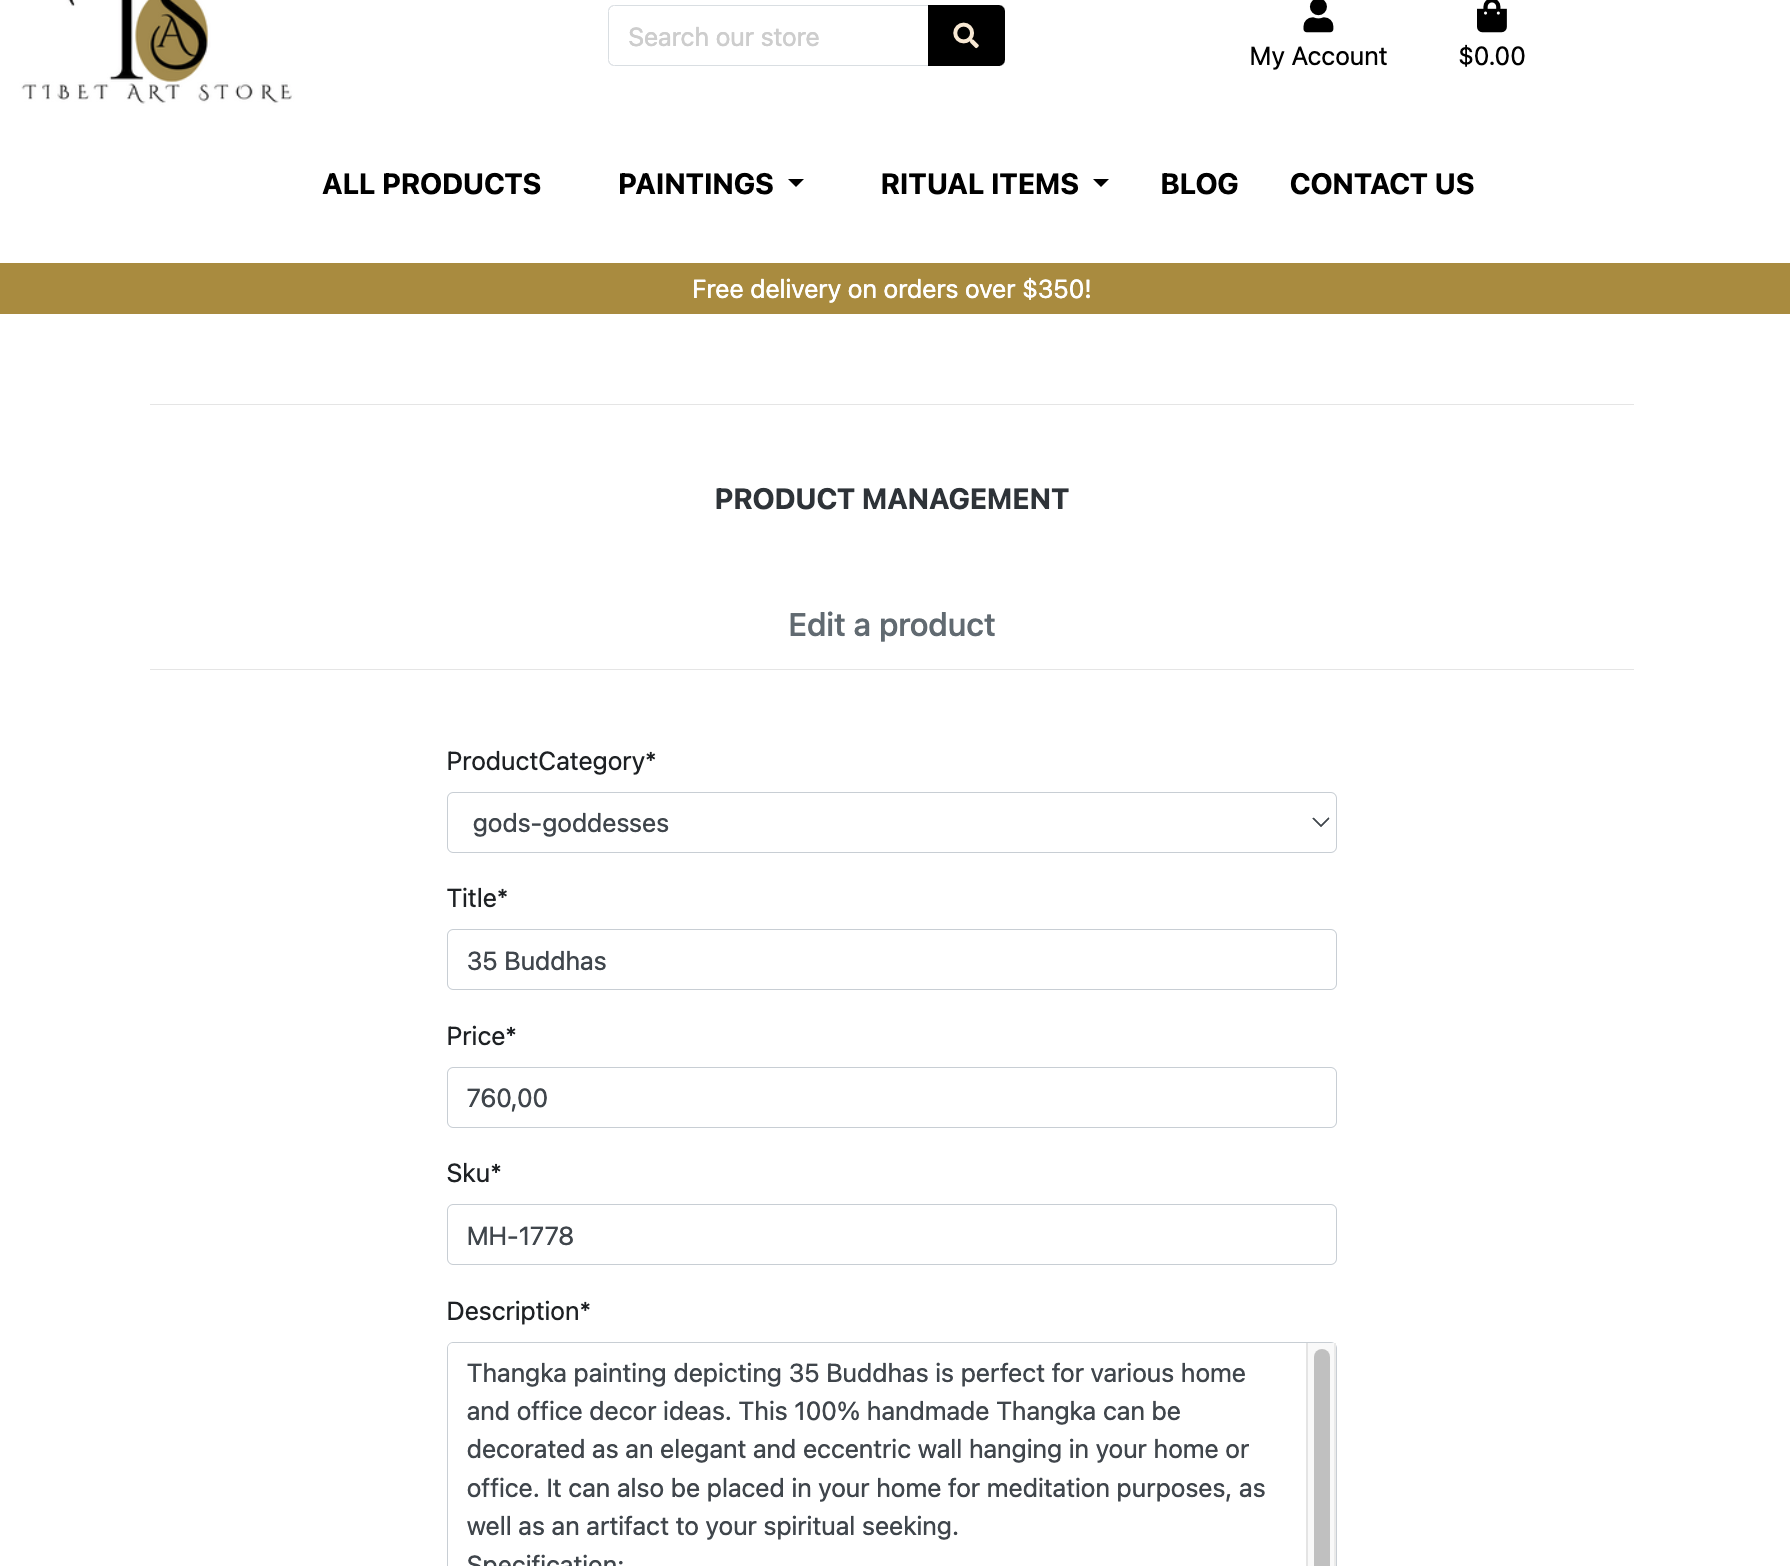 TIBET ART STORE
Search our store
My Account
$0.00
ALL PRODUCTS
PAINTINGS
RITUAL ITEMS
BLOG
CONTACT US
Free delivery on orders over $350!
PRODUCT MANAGEMENT
Edit a product
ProductCategory*
gods-goddesses
Title*
35 Buddhas
Price*
760,00
Sku*
MH-1778
Description*
Thangka painting depicting 35 Buddhas is perfect for various home
and office decor ideas. This 100% handmade Thangka can be
decorated as an elegant and eccentric wall hanging in your home or
office. It can also be placed in your home for meditation purposes, as
well as an artifact to your spiritual seeking.
Specification: